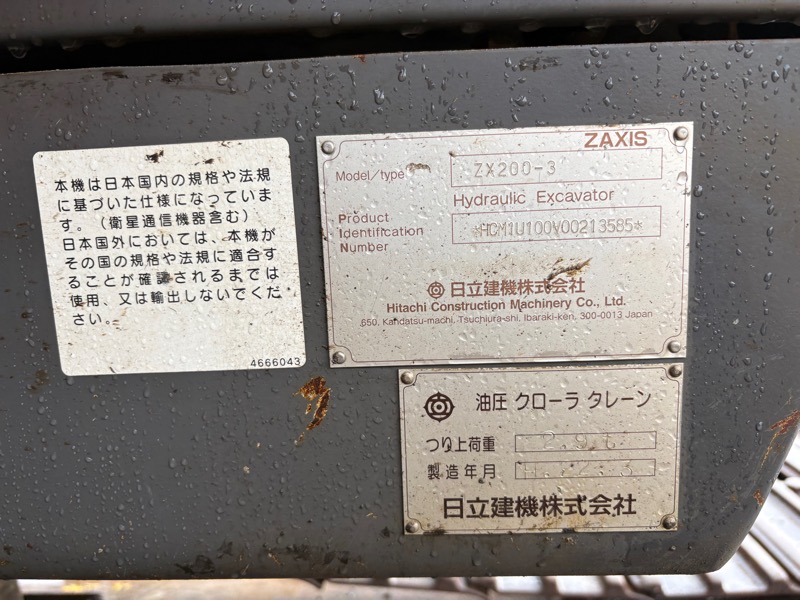 本機は日本国内の規格や法規
に基づいた仕様になっていま
す。(衛星通信機器含む)
日本国外においては、本機が
その国の規格や法規に適合す
ることが確認されるまでは
使用、又は輸出しないでくだ
さい。
4666043
ZAXIS
Model/type
ZX200-3
Hydraulic Excavator
Product
Identification
Number
*HCM1U100V00213585*
日立建機株式会社
Hitachi Construction Machinery Co., Ltd.
650, Kandatsu-machi, Tsuchiura-shi, Ibaraki-ken, 300-0013 Japan
油圧 クローラ クレーン
つり上荷重
製造年月
日立建機株式会社